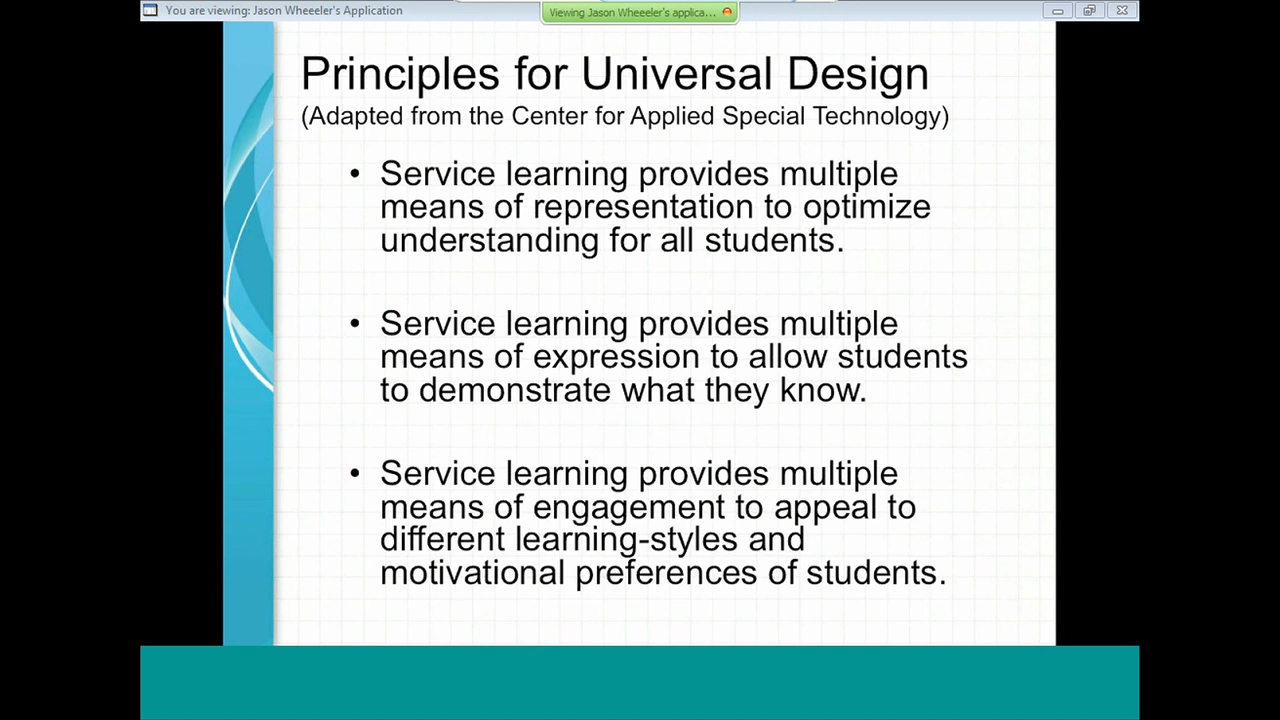 You are viewing: Jason Wheeeler's Application
Viewing Jason Wheeeler's applica...
Principles for Universal Design
(Adapted from the Center for Applied Special Technology)
• Service learning provides multiple
means of representation to optimize
understanding for all students.
• Service learning provides multiple
means of expression to allow students
to demonstrate what they know.
• Service learning provides multiple
means of engagement to appeal to
different learning-styles and
motivational preferences of students.